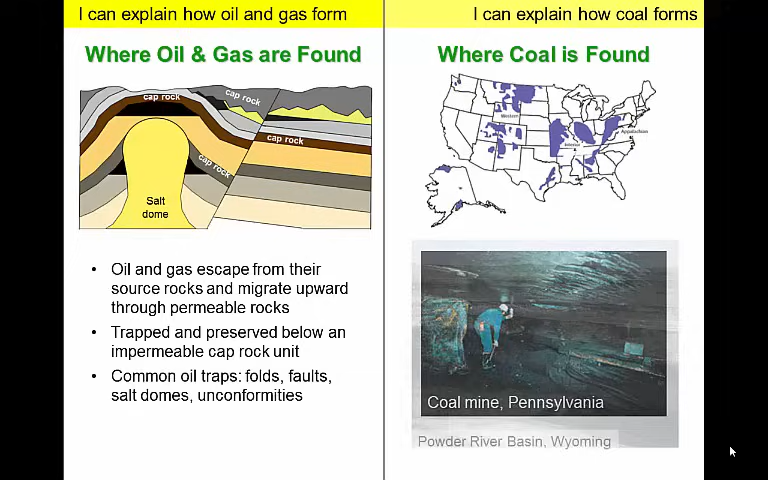 I can explain how oil and gas form
Where Oil & Gas are Found
cap rock
cap rock
cap rock
cap rock
Salt
dome
• Oil and gas escape from their
source rocks and migrate upward
through permeable rocks
• Trapped and preserved below an
impermeable cap rock unit
• Common oil traps: folds, faults,
salt domes, unconformities
I can explain how coal forms
Where Coal is Found
Western
Interior
Appalachian
Coal mine, Pennsylvania
Powder River Basin, Wyoming